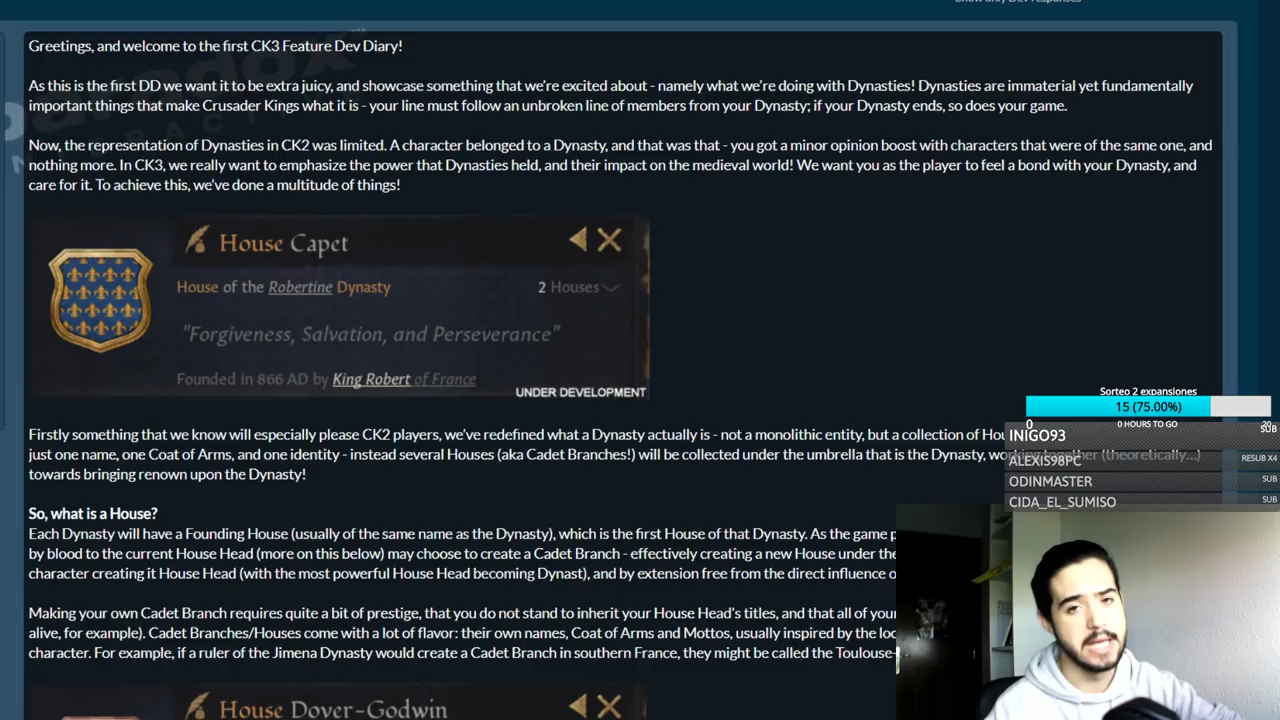 Show only Dev responses
Greetings, and welcome to the first CK3 Feature Dev Diary!
As this is the first DD we want it to be extra juicy, and showcase something that we're excited about - namely what we're doing with Dynasties! Dynasties are immaterial yet fundamentally
important things that make Crusader Kings what it is - your line must follow an unbroken line of members from your Dynasty; if your Dynasty ends, so does your game.
Now, the representation of Dynasties in CK2 was limited. A character belonged to a Dynasty, and that was that - you got a minor opinion boost with characters that were of the same one, and
nothing more. In CK3, we really want to emphasize the power that Dynasties held, and their impact on the medieval world! We want you as the player to feel a bond with your Dynasty, and
care for it. To achieve this, we've done a multitude of things!
House Capet
House of the Robertine Dynasty
2 Houses
"Forgiveness, Salvation, and Perseverance"
Founded in 866 AD by King Robert of France
UNDER DEVELOPMENT
Sorteo 2 expansiones
15 (75.00%)
0
0 HOURS TO GO
20
INIGO93
SUB
ALEXIS98PC
RESUB X4
ODINMASTER
SUB
CIDA_EL_SUMISO
SUB
Firstly something that we know will especially please CK2 players, we've redefined what a Dynasty actually is - not a monolithic entity, but a collection of Hou
just one name, one Coat of Arms, and one identity - instead several Houses (aka Cadet Branches!) will be collected under the umbrella that is the Dynasty, working together (theoretically...)
towards bringing renown upon the Dynasty!
So, what is a House?
Each Dynasty will have a Founding House (usually of the same name as the Dynasty), which is the first House of that Dynasty. As the game p
by blood to the current House Head (more on this below) may choose to create a Cadet Branch - effectively creating a new House under the
character creating it House Head (with the most powerful House Head becoming Dynast), and by extension free from the direct influence o
Making your own Cadet Branch requires quite a bit of prestige, that you do not stand to inherit your House Head's titles, and that all of your
alive, for example). Cadet Branches/Houses come with a lot of flavor: their own names, Coat of Arms and Mottos, usually inspired by the loc
character. For example, if a ruler of the Jimena Dynasty would create a Cadet Branch in southern France, they might be called the Toulouse-
House Dover-Godwin